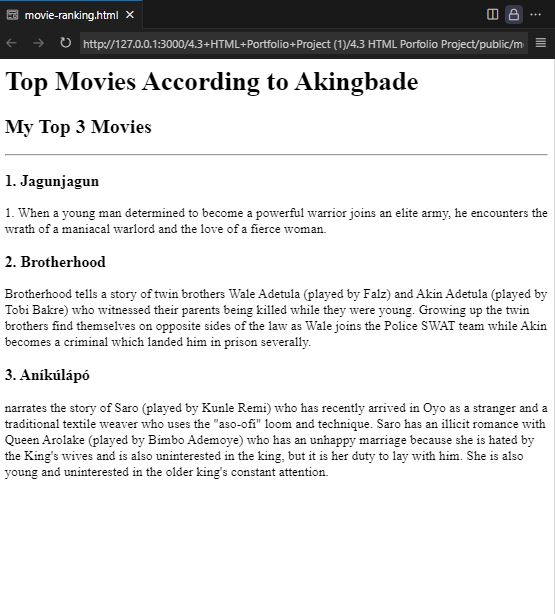 movie-ranking.html
http://127.0.0.1:3000/4.3+HTML+Portfolio+Project (1)/4.3 HTML Porfolio Project/public/m
Top Movies According to Akingbade
My Top 3 Movies
1. Jagunjagun
1. When a young man determined to become a powerful warrior joins an elite army, he encounters the
wrath of a maniacal warlord and the love of a fierce woman.
2. Brotherhood
Brotherhood tells a story of twin brothers Wale Adetula (played by Falz) and Akin Adetula (played by
Tobi Bakre) who witnessed their parents being killed while they were young. Growing up the twin
brothers find themselves on opposite sides of the law as Wale joins the Police SWAT team while Akin
becomes a criminal which landed him in prison severally.
3. Aníkúlápó
narrates the story of Saro (played by Kunle Remi) who has recently arrived in Oyo as a stranger and a
traditional textile weaver who uses the "aso-ofi" loom and technique. Saro has an illicit romance with
Queen Arolake (played by Bimbo Ademoye) who has an unhappy marriage because she is hated by
the King's wives and is also uninterested in the king, but it is her duty to lay with him. She is also
young and uninterested in the older king's constant attention.